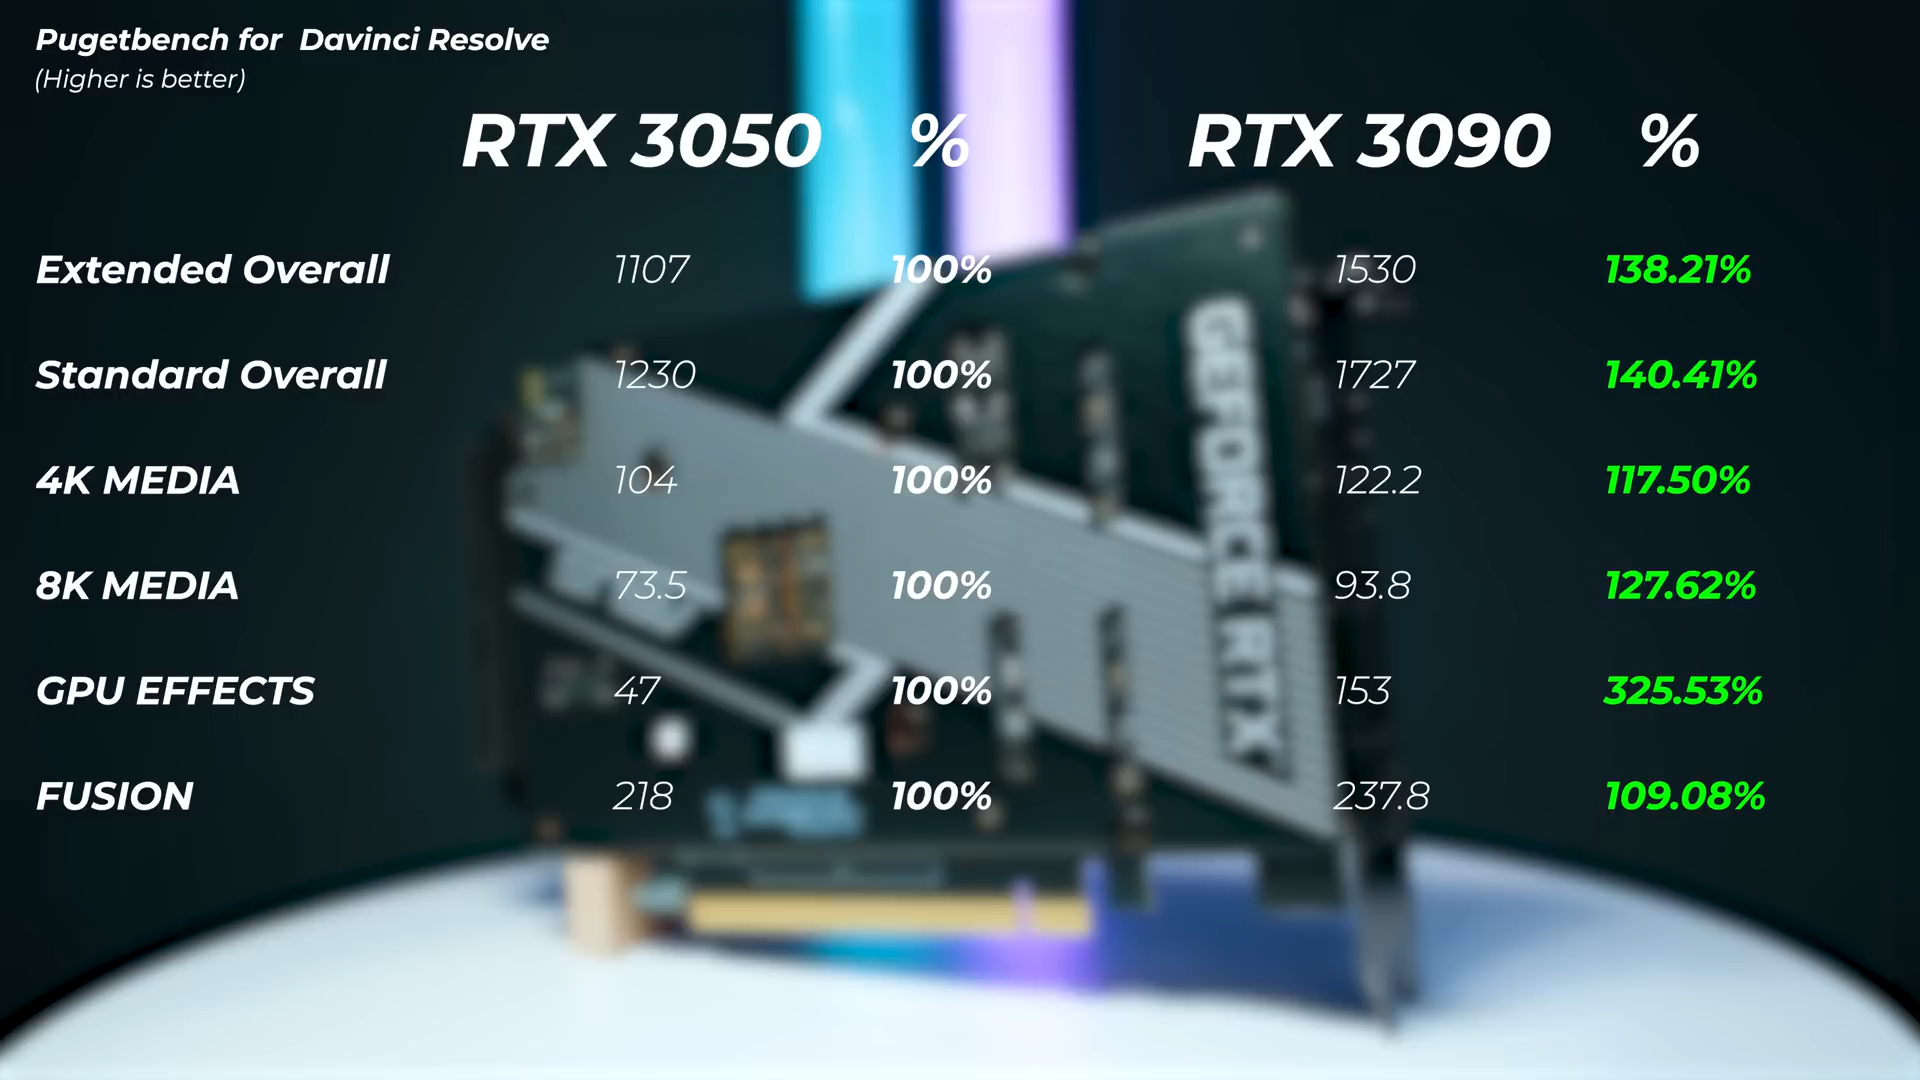 Pugetbench for Davinci Resolve
(Higher is better)
RTX 3050 % RTX 3090 %
Extended Overall 1107 100% 1530 138.21%
Standard Overall 1230 100% 1727 140.41%
4K MEDIA 104 100% 122.2 117.50%
8K MEDIA 73.5 100% 93.8 127.62%
GPU EFFECTS 47 100% 153 325.53%
FUSION 218 100% 237.8 109.08%
GEFORCE RTX